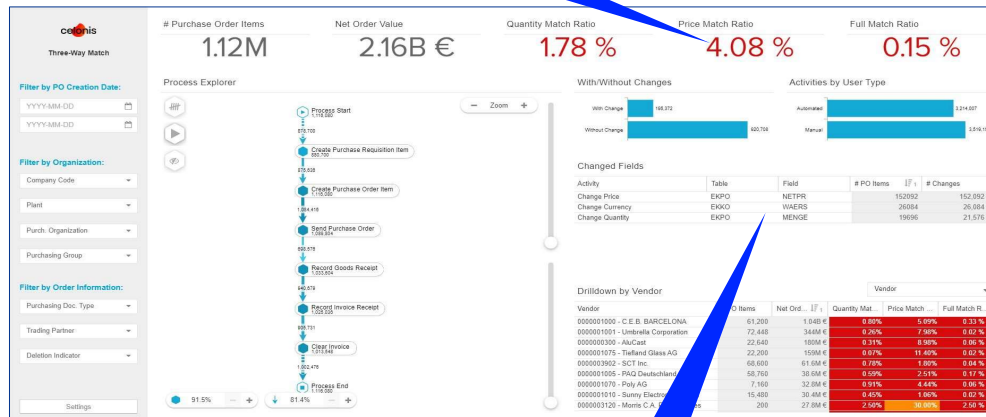 celonis
Three-Way Match
# Purchase Order Items
1.12M
Net Order Value
2.16B €
Quantity Match Ratio
1.78 %
Price Match Ratio
4.08 %
Full Match Ratio
0.15 %
Filter by PO Creation Date:
YYYY-MM-DD
YYYY-MM-DD
Filter by Organization:
Company Code
Plant
Purch. Organization
Purchasing Group
Filter by Order Information:
Purchasing Doc. Type
Trading Partner
Deletion Indicator
Settings
Process Explorer
− Zoom +
Process Start
Create Purchase Requisition Item
Create Purchase Order Item
Send Purchase Order
Record Goods Receipt
Record Invoice Receipt
Clear Invoice
Process End
91.5% − +
81.4% − +
With/Without Changes
With Change
Without Change
Activities by User Type
Automated
Manual
Changed Fields
Activity Table Field # PO Items # Changes
Change Price EKPO NETPR 152092 152,092
Change Currency EKKO WAERS 26084 26,084
Change Quantity EKPO MENGE 19696 21,576
Drilldown by Vendor
Vendor
Vendor O Items Net Ord... Quantity Mat... Price Match ... Full Match R...
0000001000 - C.E.B. BARCELONA 61,200 1.04B € 0.80% 5.09% 0.33 %
0000001001 - Umbrella Corporation 72,448 344M € 0.26% 7.98% 0.02 %
0000000300 - AluCast 22,640 188M € 0.31% 8.98% 0.06 %
0000001075 - Tiefland Glass AG 22,200 159M € 0.07% 11.40% 0.02 %
0000003902 - SCT Inc. 68,600 61.6M € 0.78% 1.80% 0.04 %
0000001005 - PAQ Deutschland 58,760 38.6M € 0.59% 2.51% 0.17 %
0000001070 - Poly AG 7,160 32.8M € 0.91% 4.44% 0.06 %
0000001010 - Sunny Electro 15,480 30.4M € 0.45% 1.06% 0.02 %
0000003120 - Morris C.A. 200 27.8M € 2.50% 30.00% 2.50 %